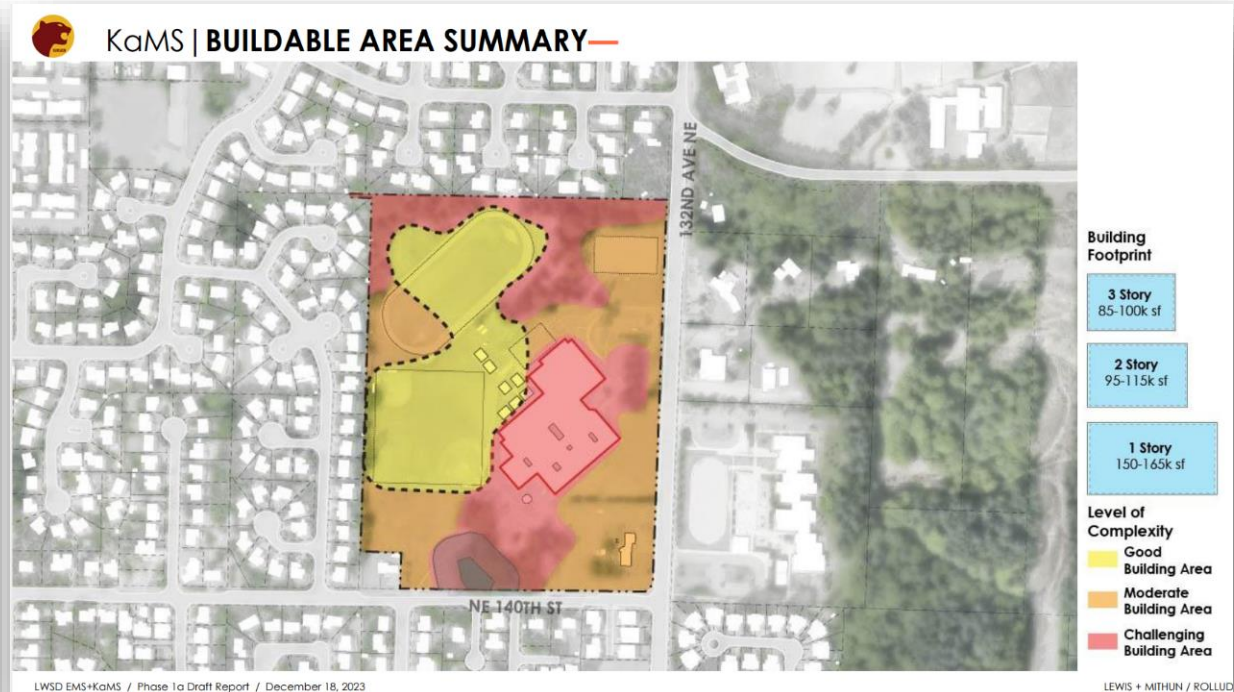 KaMS | BUILDABLE AREA SUMMARY—
132ND AVE NE
NE 140TH ST
Building
Footprint
3 Story
85-100k sf
2 Story
95-115k sf
1 Story
150-165k sf
Level of
Complexity
Good
Building Area
Moderate
Building Area
Challenging
Building Area
LWSD EMS+KaMS / Phase 1a Draft Report / December 18, 2023
LEWIS + MITHUN / ROLLUD